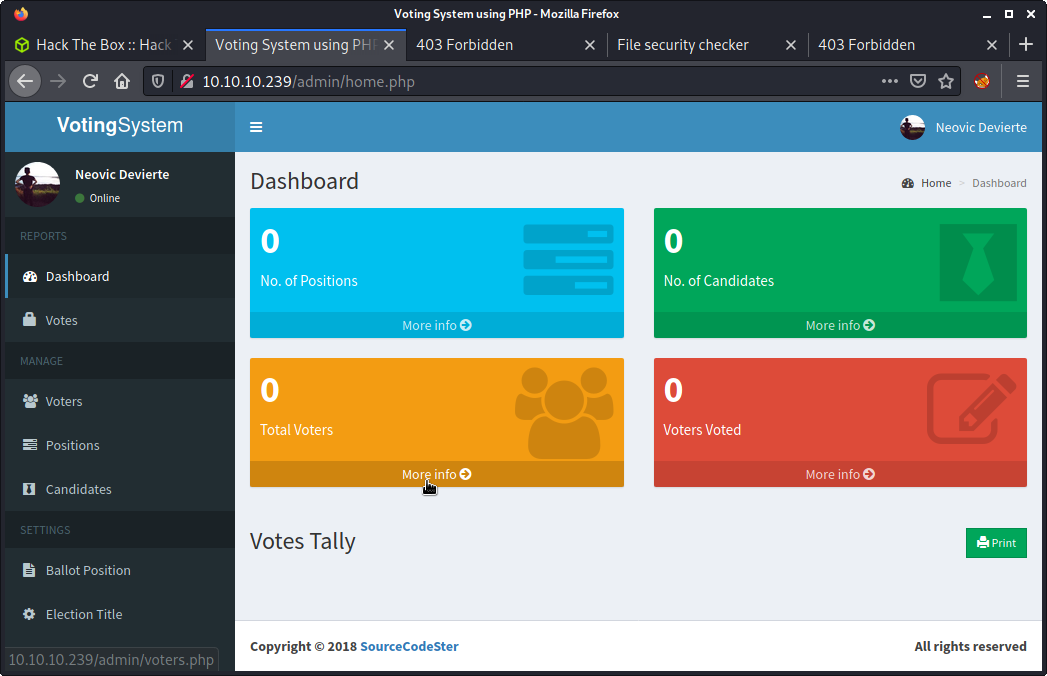 Voting System using PHP - Mozilla Firefox
Hack The Box :: Hack
Voting System using PHP
403 Forbidden
File security checker
403 Forbidden
10.10.10.239/admin/home.php
VotingSystem
Neovic Devierte
Neovic Devierte
Online
REPORTS
Dashboard
Votes
MANAGE
Voters
Positions
Candidates
SETTINGS
Ballot Position
Election Title
Dashboard
Home > Dashboard
0
No. of Positions
More info
0
No. of Candidates
More info
0
Total Voters
More info
0
Voters Voted
More info
Votes Tally
Print
Copyright © 2018 SourceCodeSter
All rights reserved
10.10.10.239/admin/voters.php